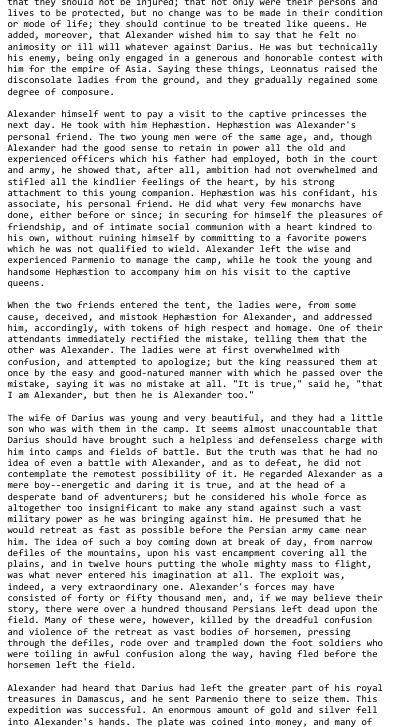 that they should not be injured; that not only were their persons and
lives to be protected, but no change was to be made in their condition
or mode of life; they should continue to be treated like queens. He
added, moreover, that Alexander wished him to say that he felt no
animosity or ill will whatever against Darius. He was but technically
his enemy, being only engaged in a generous and honorable contest with
him for the empire of Asia. Saying these things, Leonnatus raised the
disconsolate ladies from the ground, and they gradually regained some
degree of composure.

Alexander himself went to pay a visit to the captive princesses the
next day. He took with him Hephæstion. Hephæstion was Alexander's
personal friend. The two young men were of the same age, and, though
Alexander had the good sense to retain in power all the old and
experienced officers which his father had employed, both in the court
and army, he showed that, after all, ambition had not overwhelmed and
stifled all the kindlier feelings of the heart, by his strong
attachment to this young companion. Hephæstion was his confidant, his
associate, his personal friend. He did what very few monarchs have
done, either before or since; in securing for himself the pleasures of
friendship, and of intimate social communion with a heart kindred to
his own, without ruining himself by committing to a favorite powers
which he was not qualified to wield. Alexander left the wise and
experienced Parmenio to manage the camp, while he took the young and
handsome Hephæstion to accompany him on his visit to the captive
queens.

When the two friends entered the tent, the ladies were, from some
cause, deceived, and mistook Hephæstion for Alexander, and addressed
him, accordingly, with tokens of high respect and homage. One of their
attendants immediately rectified the mistake, telling them that the
other was Alexander. The ladies were at first overwhelmed with
confusion, and attempted to apologize; but the king reassured them at
once by the easy and good-natured manner with which he passed over the
mistake, saying it was no mistake at all. "It is true," said he, "that
I am Alexander, but then he is Alexander too."

The wife of Darius was young and very beautiful, and they had a little
son who was with them in the camp. It seems almost unaccountable that
Darius should have brought such a helpless and defenseless charge with
him into camps and fields of battle. But the truth was that he had no
idea of even a battle with Alexander, and as to defeat, he did not
contemplate the remotest possibility of it. He regarded Alexander as a
mere boy--energetic and daring it is true, and at the head of a
desperate band of adventurers; but he considered his whole force as
altogether too insignificant to make any stand against such a vast
military power as he was bringing against him. He presumed that he
would retreat as fast as possible before the Persian army came near
him. The idea of such a boy coming down at break of day, from narrow
defiles of the mountains, upon his vast encampment covering all the
plains, and in twelve hours putting the whole mighty mass to flight,
was what never entered his imagination at all. The exploit was,
indeed, a very extraordinary one. Alexander's forces may have
consisted of forty or fifty thousand men, and, if we may believe their
story, there were over a hundred thousand Persians left dead upon the
field. Many of these were, however, killed by the dreadful confusion
and violence of the retreat as vast bodies of horsemen, pressing
through the defiles, rode over and trampled down the foot soldiers who
were toiling in awful confusion along the way, having fled before the
horsemen left the field.

Alexander had heard that Darius had left the greater part of his royal
treasures in Damascus, and he sent Parmenio there to seize them. This
expedition was successful. An enormous amount of gold and silver fell
into Alexander's hands. The plate was coined into money, and many of